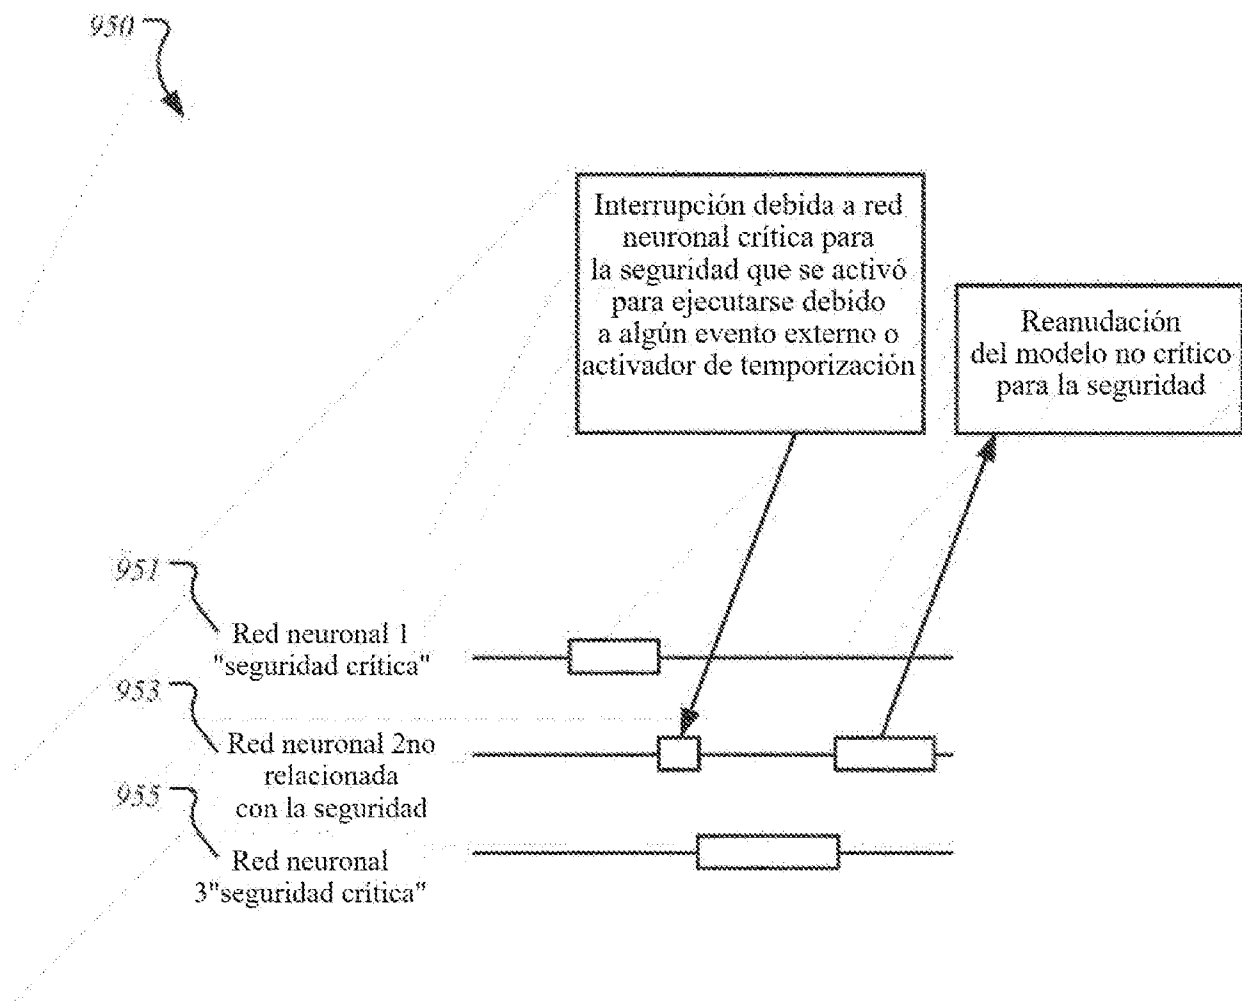 950
Interrupción debida a red
neuronal crítica para
la seguridad que se activó
para ejecutarse debido
a algún evento externo o
activador de temporización
Reanudación
del modelo no crítico
para la seguridad
951
Red neuronal 1
"seguridad crítica"
953
Red neuronal 2no
relacionada
con la seguridad
955
Red neuronal
3"seguridad crítica"